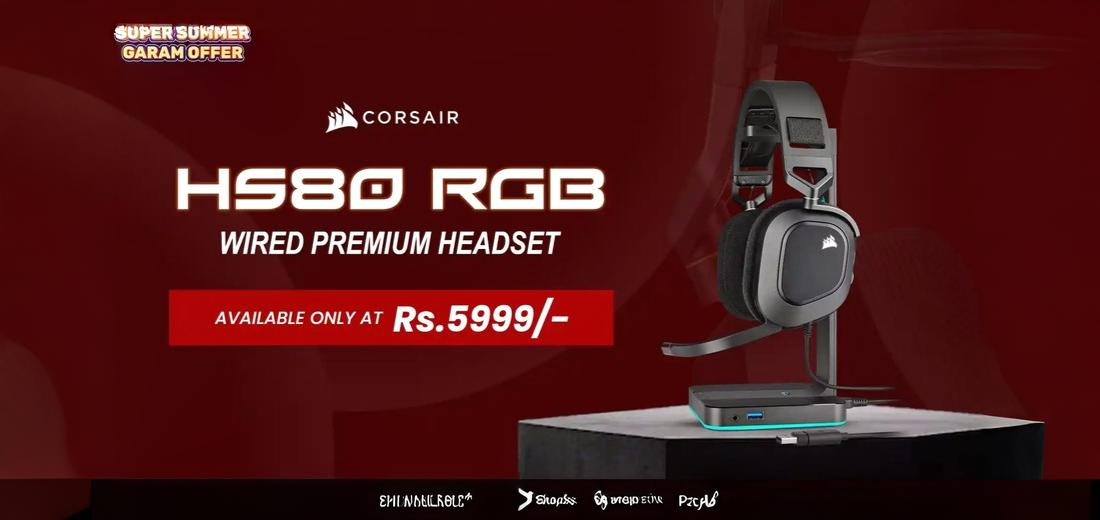 SUPER SUMMER
GARAM OFFER
CORSAIR
HS80 RGB
WIRED PREMIUM HEADSET
AVAILABLE ONLY AT Rs.5999/-